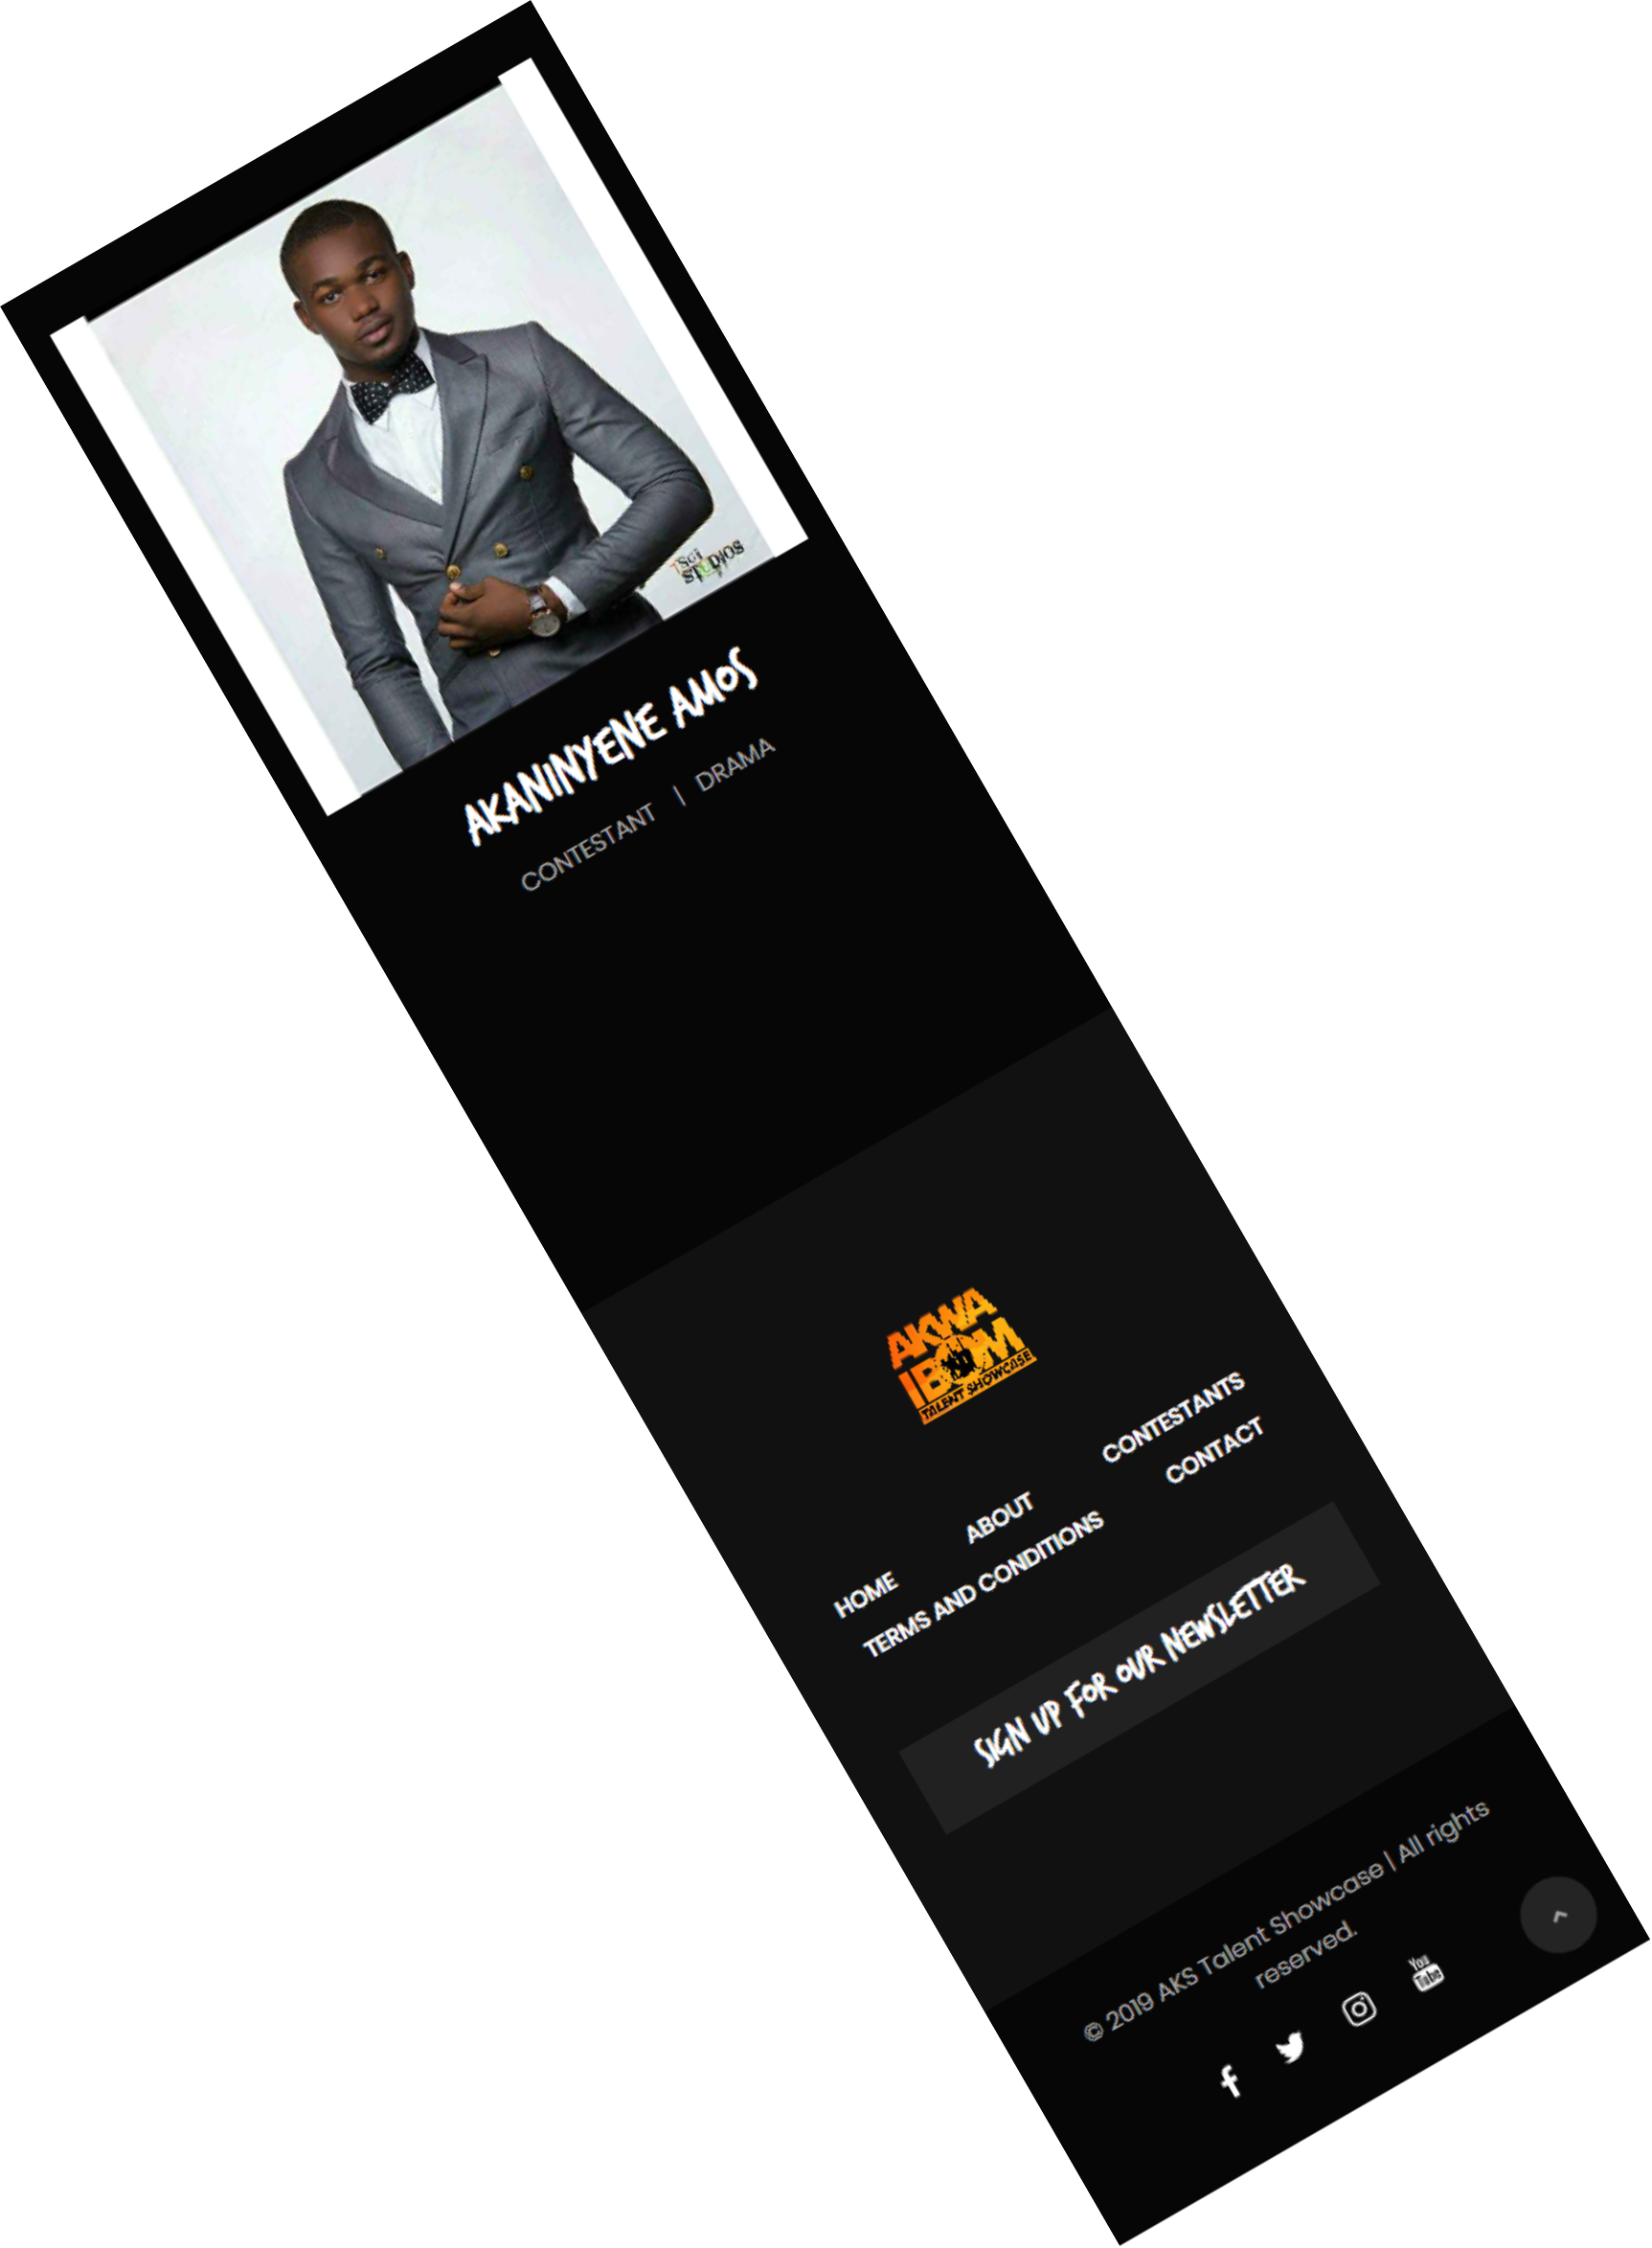 SGI
STUDIOS
AKANINYENE AMOS
CONTESTANT | DRAMA
AKWA
IBOM
TALENT SHOWCASE
HOME ABOUT CONTESTANTS
TERMS AND CONDITIONS CONTACT
SIGN UP FOR OUR NEWSLETTER
© 2019 AKS Talent Showcase | All rights
reserved.
You
Tube